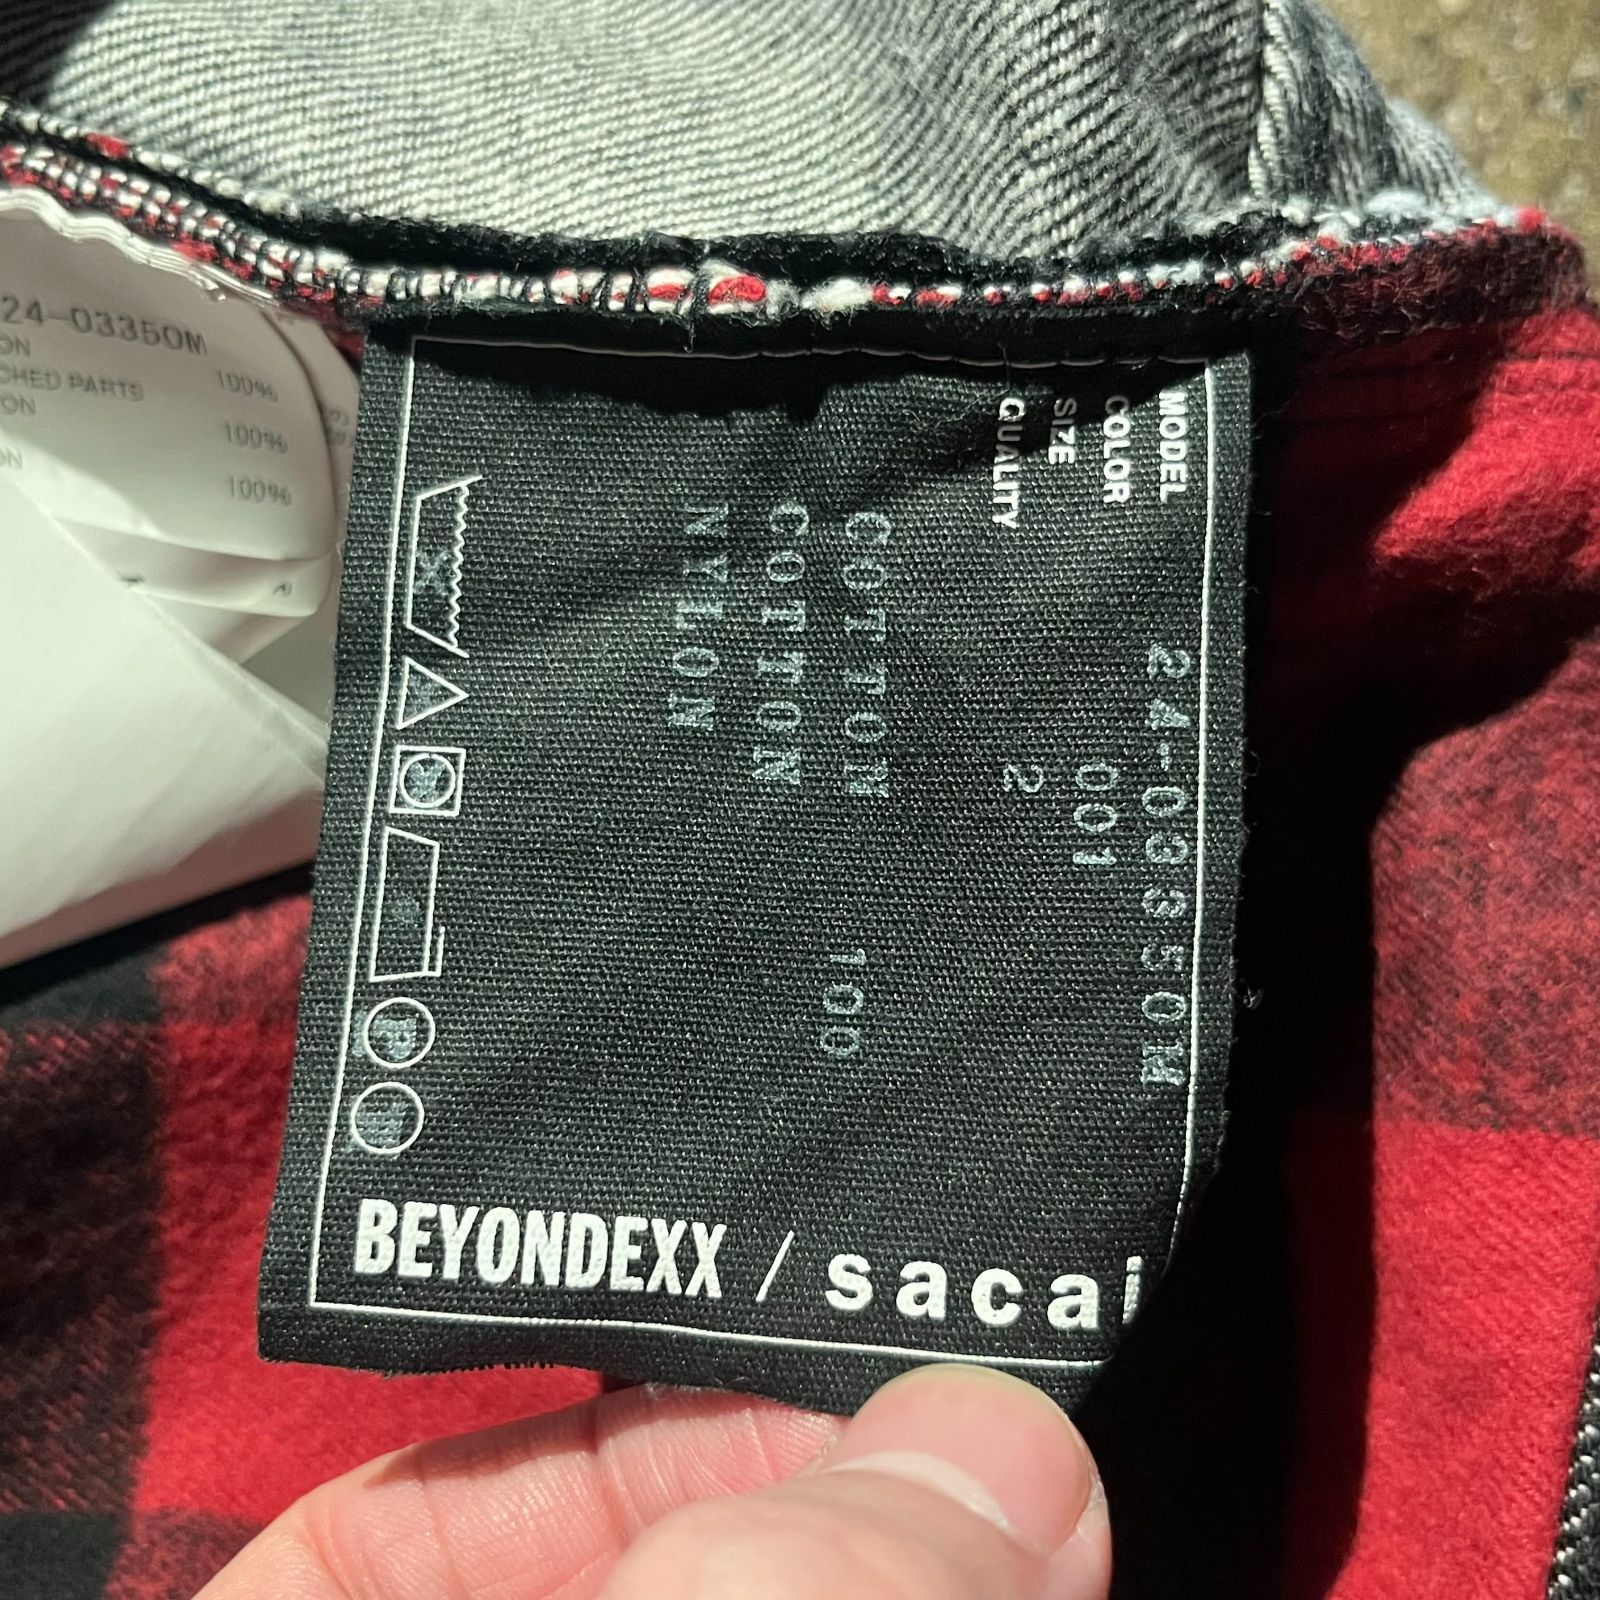 24-03350M
ON
CHED PARTS 100%
ON 100%
ON 100%
MODEL 24-03350M
COLOR 001
SIZE 2
QUALITY
COTTON 100
COTTON
NYLON
P
BEYONDEXX / sacai